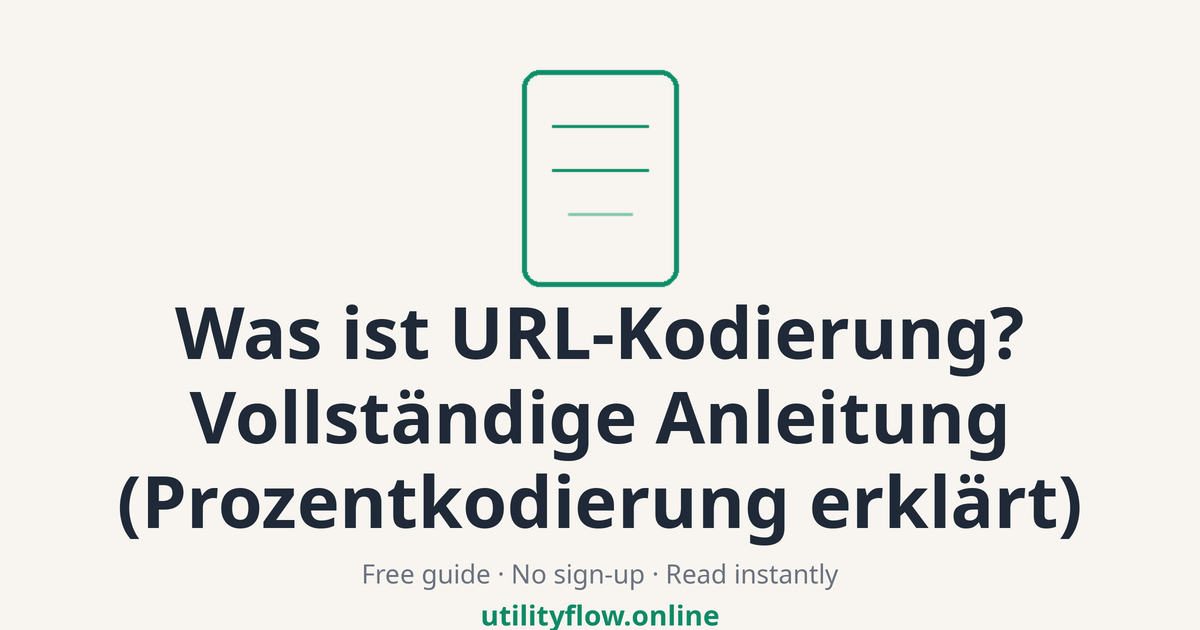 Was ist URL-Kodierung?
Vollständige Anleitung
(Prozentkodierung erklärt)
Free guide · No sign-up · Read instantly
utilityflow.online